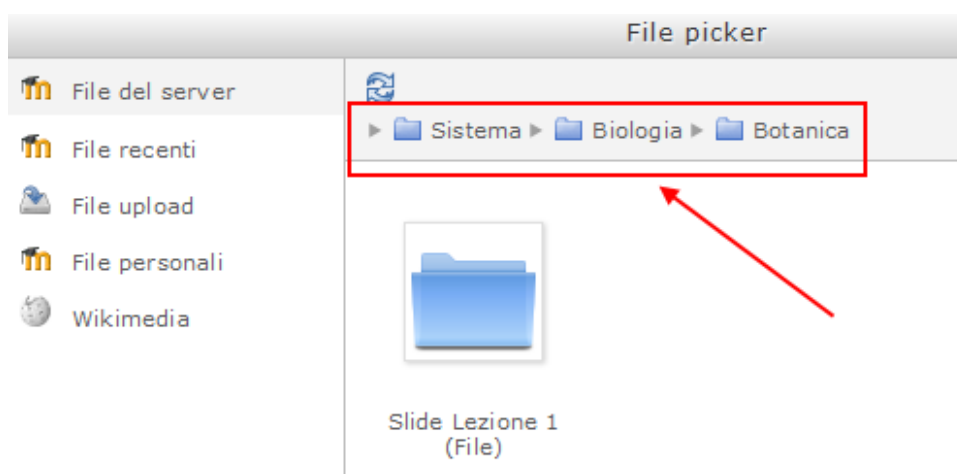 File picker
File del server
File recenti
File upload
File personali
Wikimedia
Sistema Biologia Botanica
Slide Lezione 1
(File)